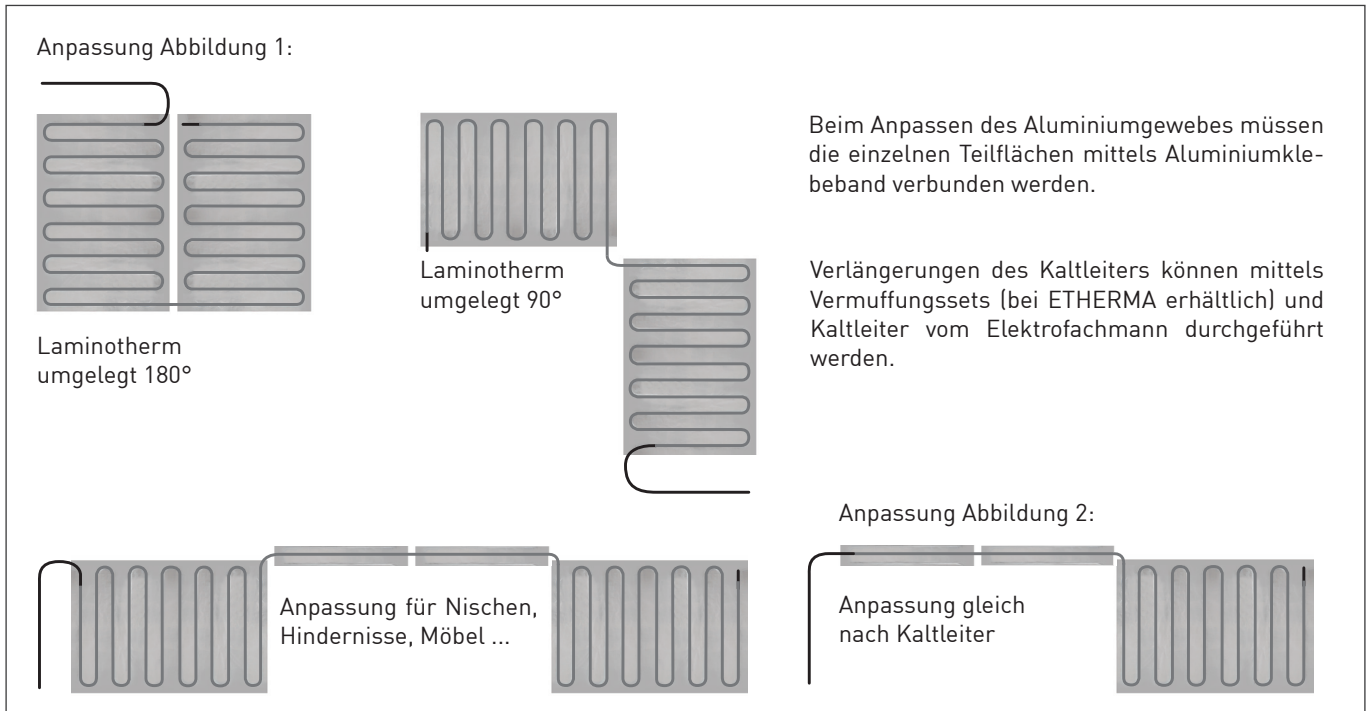 Anpassung Abbildung 1:
Laminotherm
umgelegt 180°
Laminotherm
umgelegt 90°
Beim Anpassen des Aluminiumgewebes müssen
die einzelnen Teilflächen mittels Aluminiumkle-
beband verbunden werden.
Verlängerungen des Kaltleiters können mittels
Vermuffungssets (bei ETHERMA erhältlich) und
Kaltleiter vom Elektrofachmann durchgeführt
werden.
Anpassung für Nischen,
Hindernisse, Möbel ...
Anpassung Abbildung 2:
Anpassung gleich
nach Kaltleiter